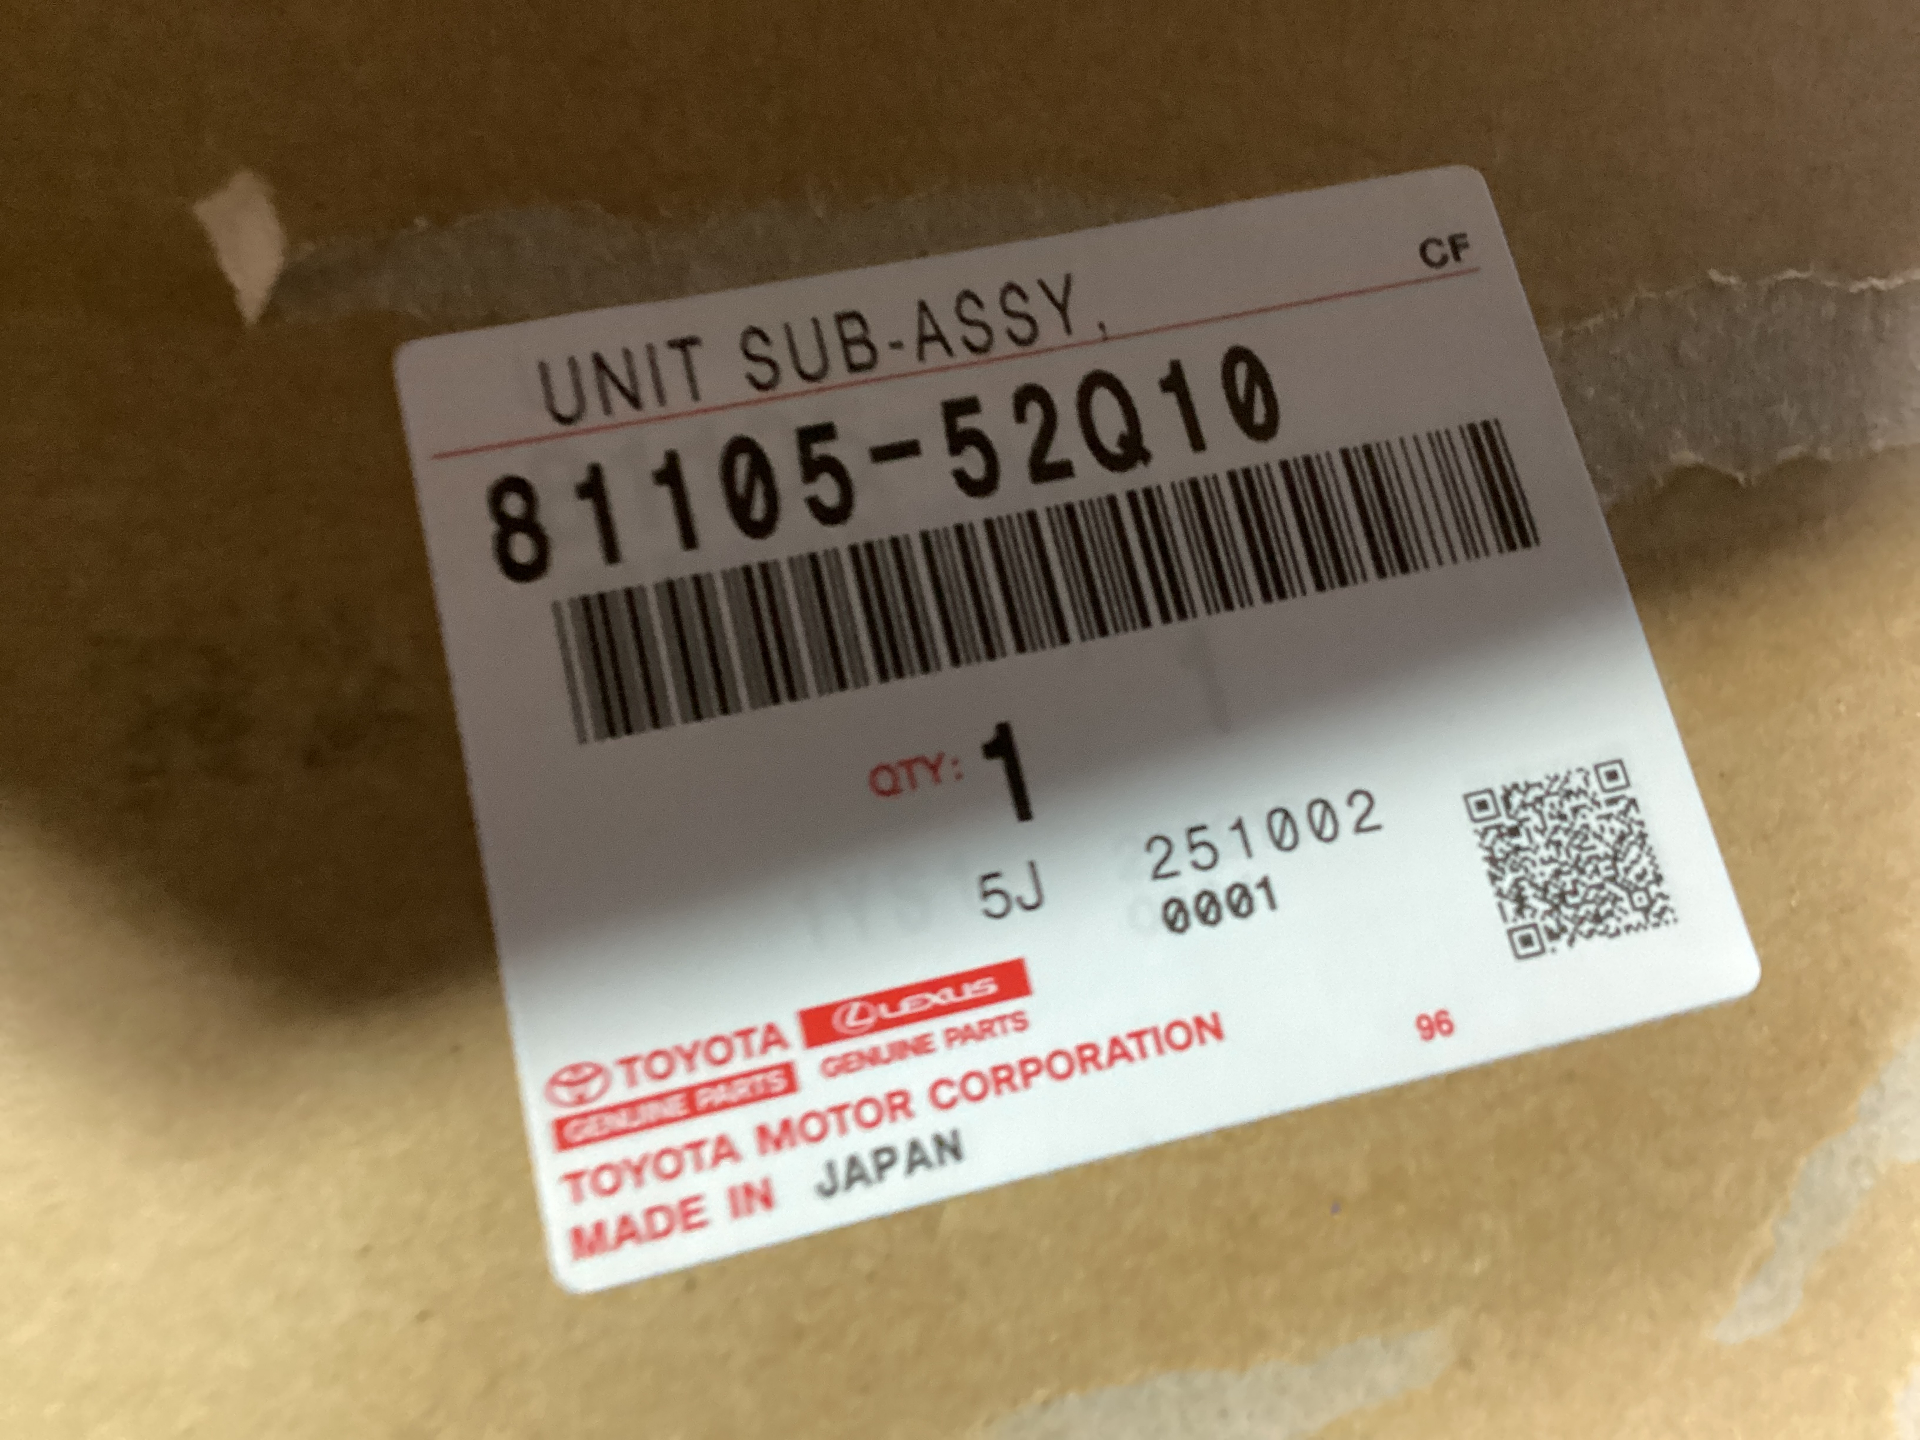 CF
UNIT SUB-ASSY,
81105-52Q10
QTY: 1
5J 251002
0001
TOYOTA LEXUS
GENUINE PARTS GENUINE PARTS
TOYOTA MOTOR CORPORATION 96
MADE IN JAPAN